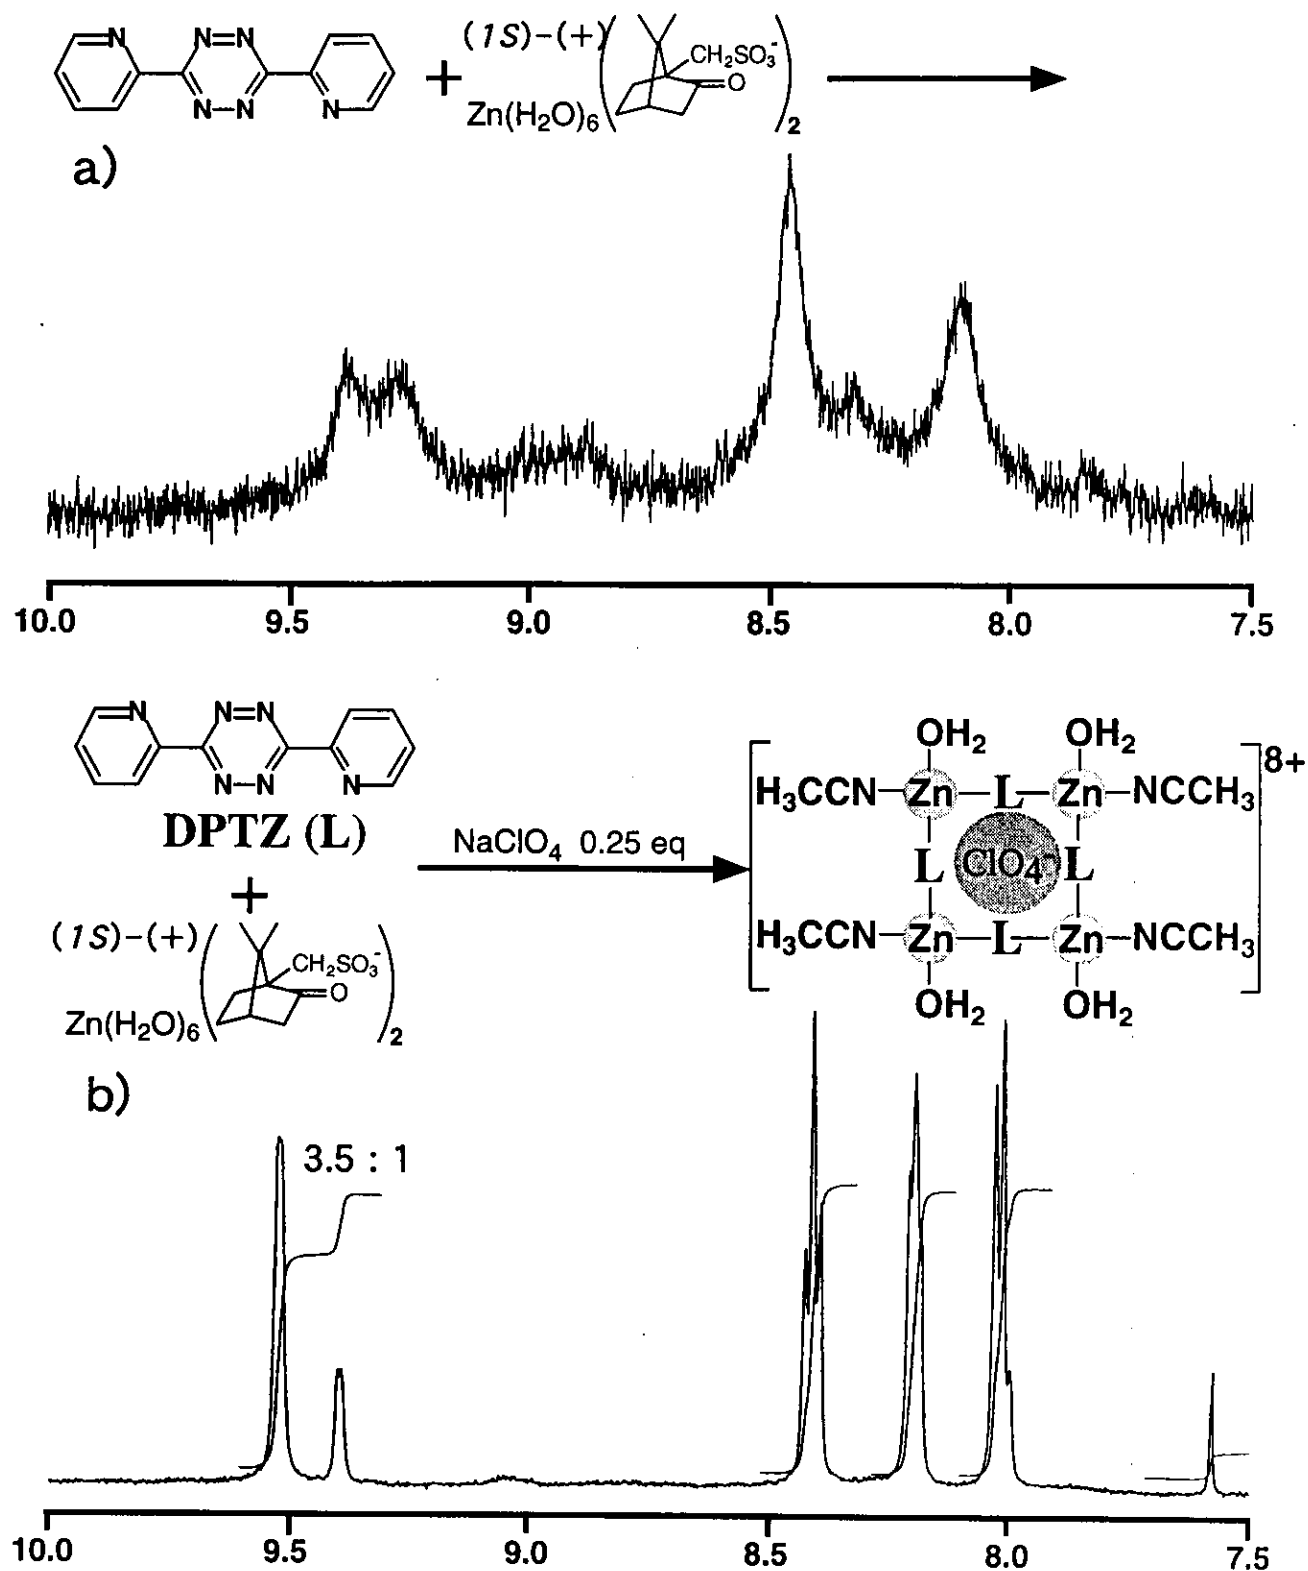 N N=N
N-N N
+
(1S)-(+)
CH₂SO₃⁻
O
Zn(H₂O)₆
2
a)
10.0 9.5 9.0 8.5 8.0 7.5
N N=N
N-N N
DPTZ (L)
+
(1S)-(+)
CH₂SO₃⁻
O
Zn(H₂O)₆
2
NaClO₄ 0.25 eq
OH₂ OH₂
8+
H₃CCN-Zn-L-Zn-NCCH₃
L ClO₄⁻ L
H₃CCN-Zn-L-Zn-NCCH₃
OH₂ OH₂
b)
3.5 : 1
10.0 9.5 9.0 8.5 8.0 7.5